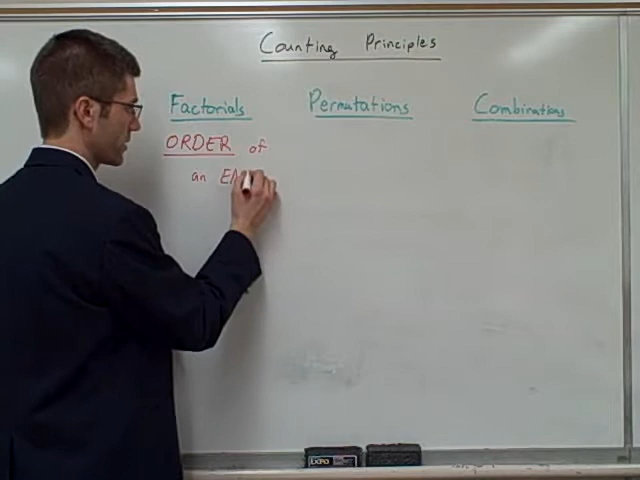 Counting Principles
Factorials Permutations Combinations
ORDER of
an
EXPO